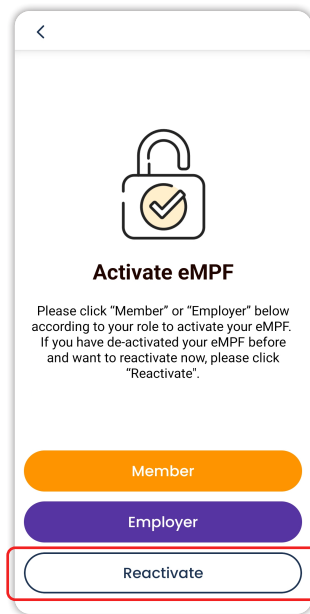 Activate eMPF
Please click “Member” or “Employer” below
according to your role to activate your eMPF.
If you have de-activated your eMPF before
and want to reactivate now, please click
“Reactivate".
Member
Employer
Reactivate